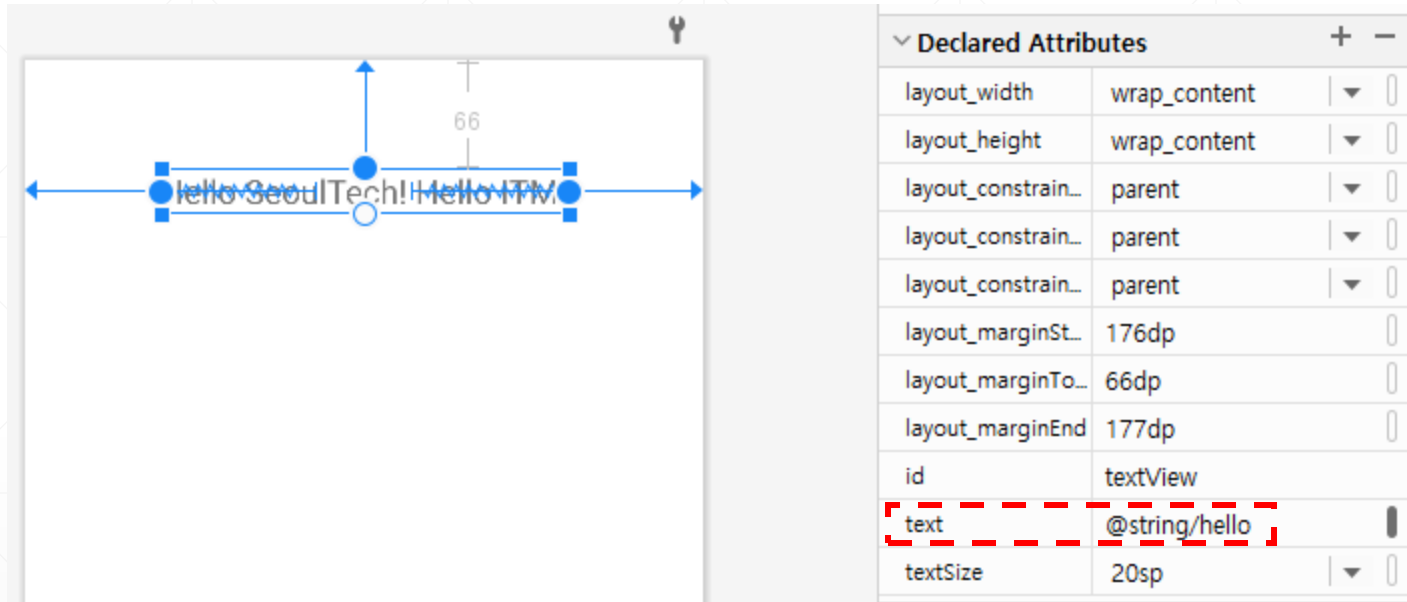 66
Hello SeoulTech! Hello ITM
Declared Attributes
layout_width wrap_content
layout_height wrap_content
layout_constrain... parent
layout_constrain... parent
layout_constrain... parent
layout_marginSt... 176dp
layout_marginTo... 66dp
layout_marginEnd 177dp
id textView
text @string/hello
textSize 20sp